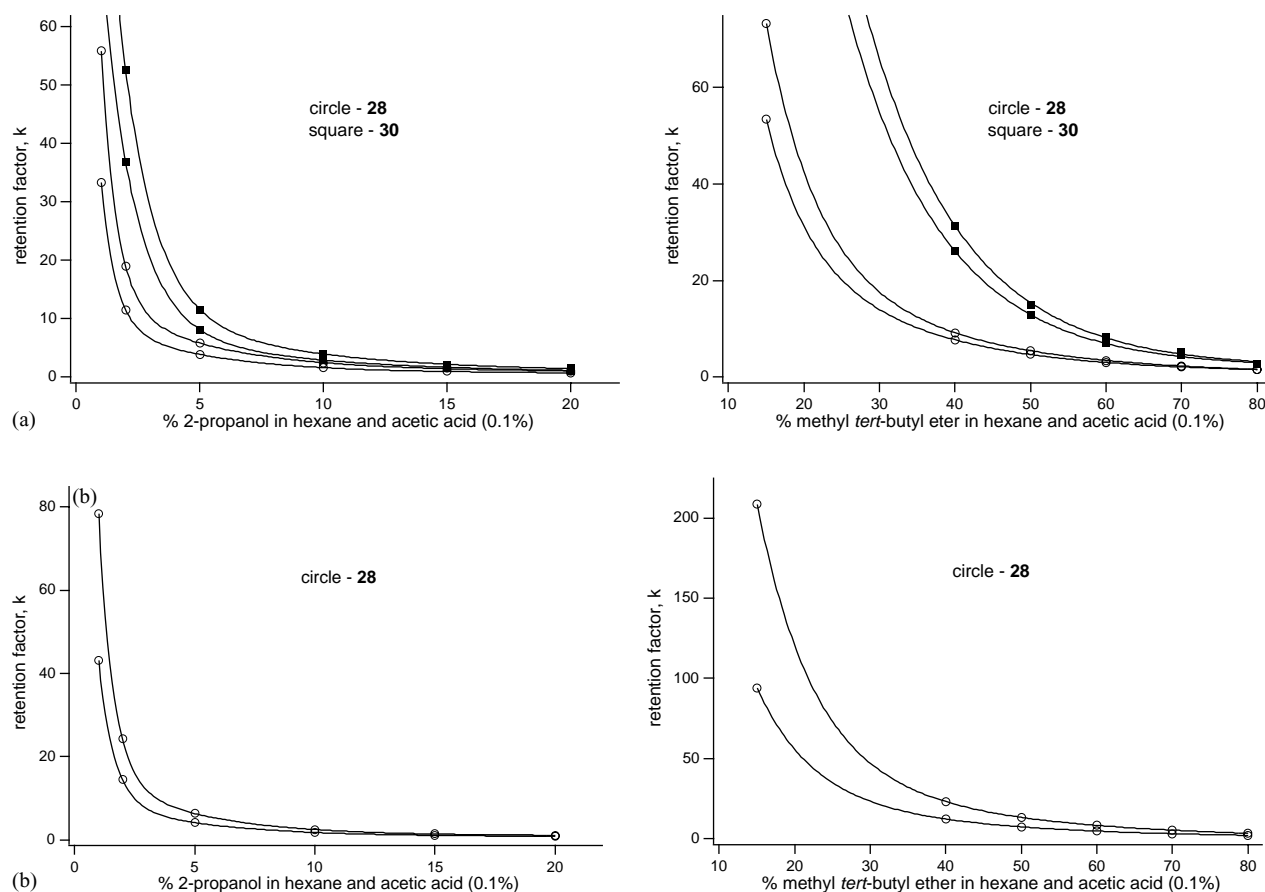 60
50
40
30
20
10
0
retention factor, k
circle - 28
square - 30
0 5 10 15 20
% 2-propanol in hexane and acetic acid (0.1%)
(a)
60
40
20
0
retention factor, k
circle - 28
square - 30
10 20 30 40 50 60 70 80
% methyl tert-butyl eter in hexane and acetic acid (0.1%)
(b)
80
60
40
20
0
retention factor, k
circle - 28
0 5 10 15 20
% 2-propanol in hexane and acetic acid (0.1%)
(b)
200
150
100
50
0
retention factor, k
circle - 28
10 20 30 40 50 60 70 80
% methyl tert-butyl ether in hexane and acetic acid (0.1%)